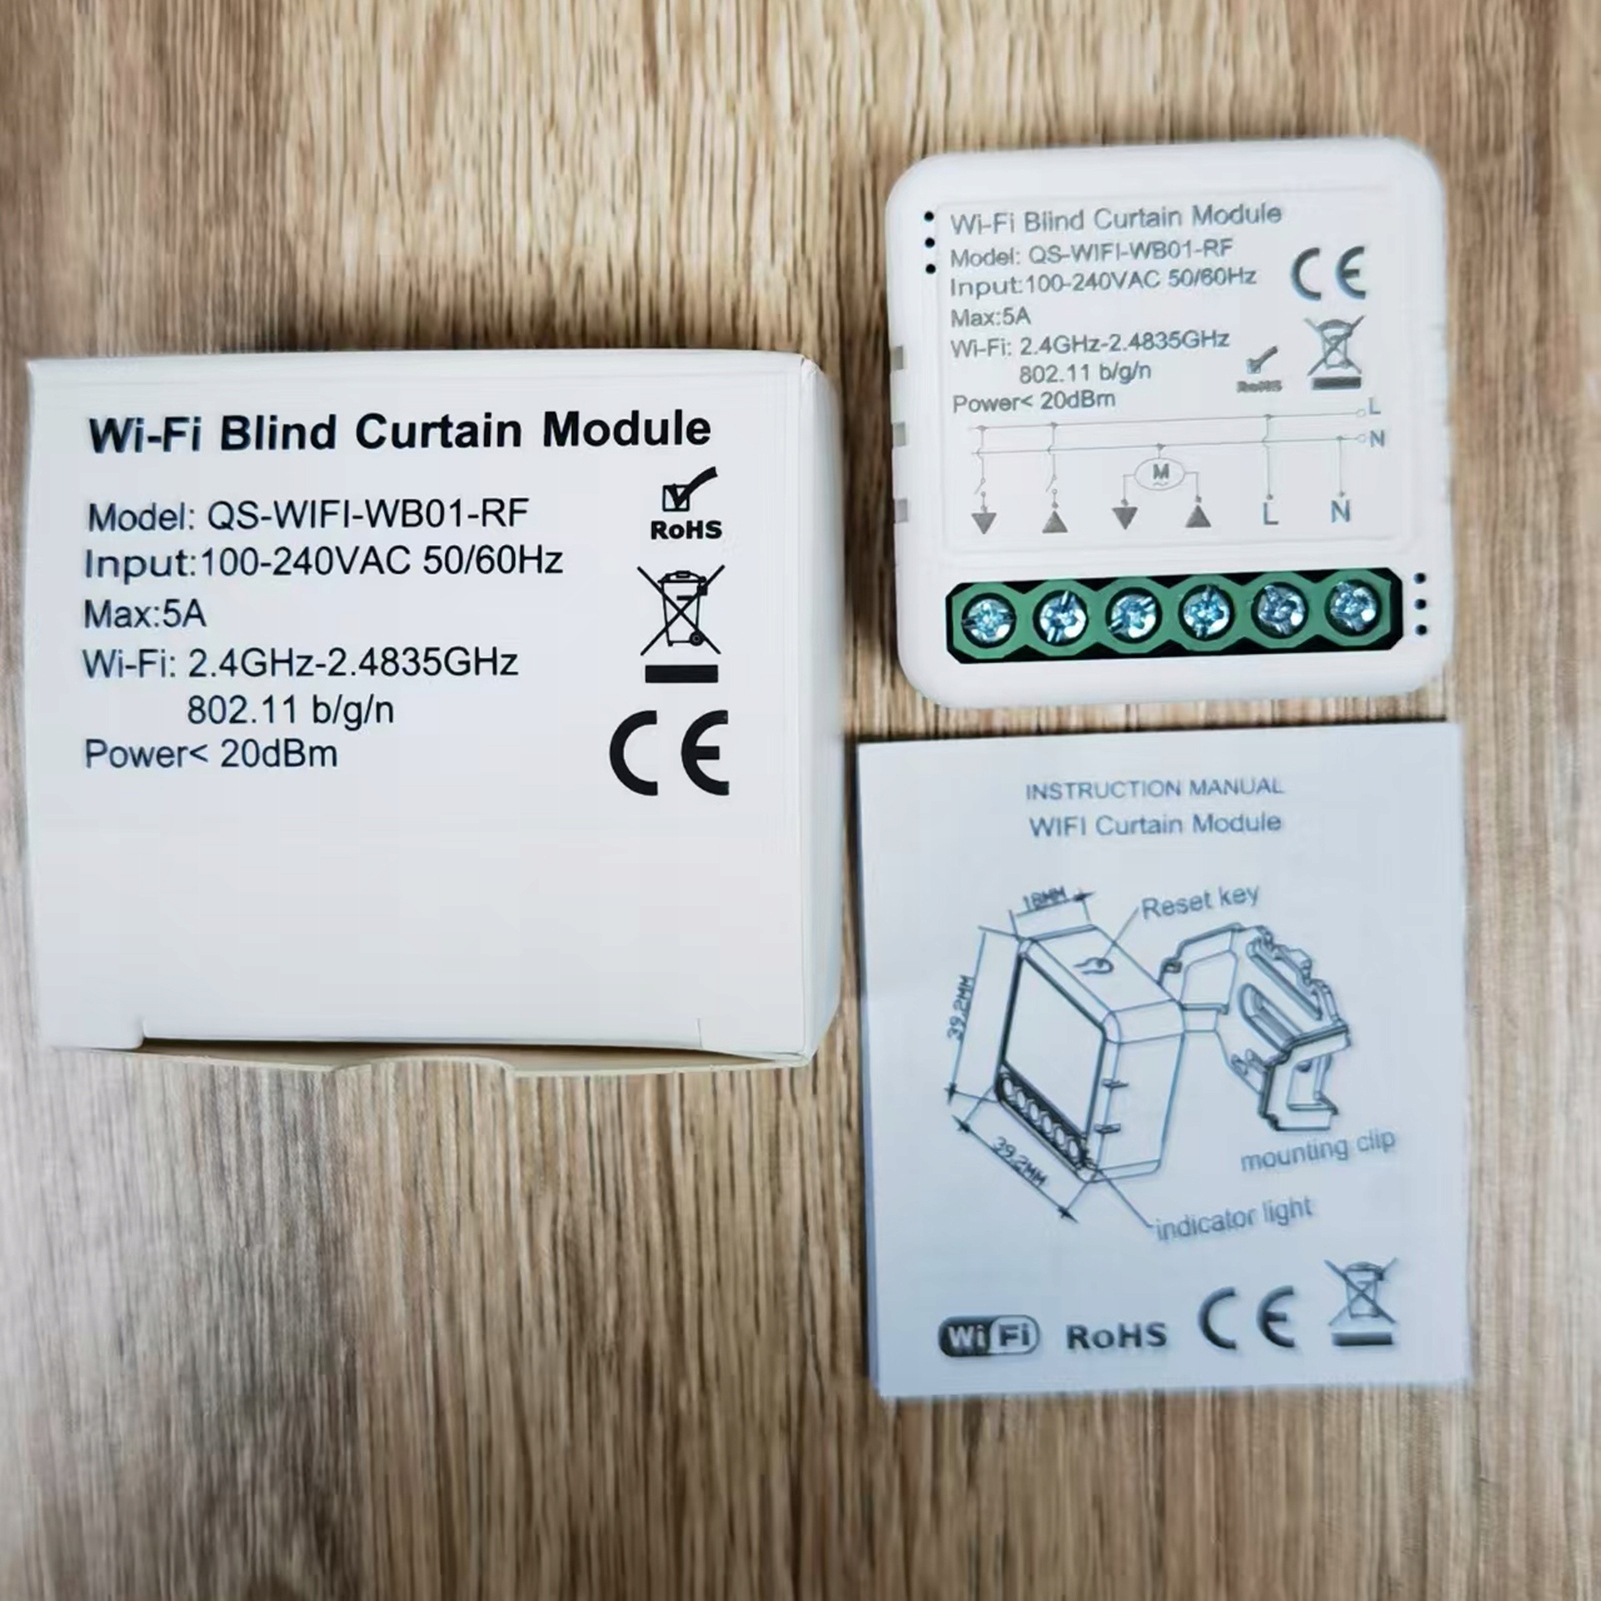 Wi-Fi Blind Curtain Module
Model: QS-WIFI-WB01-RF
Input:100-240VAC 50/60Hz
Max:5A
Wi-Fi: 2.4GHz-2.4835GHz
802.11 b/g/n
Power< 20dBm
RoHS
CE
Wi-Fi Blind Curtain Module
Model: QS-WIFI-WB01-RF
Input:100-240VAC 50/60Hz
Max:5A
Wi-Fi: 2.4GHz-2.4835GHz
802.11 b/g/n
Power< 20dBm
CE
RoHS
L
N
M
L N
INSTRUCTION MANUAL
WIFI Curtain Module
18MM
Reset key
39.2MM
39.2MM
mounting clip
indicator light
WiFi RoHS CE